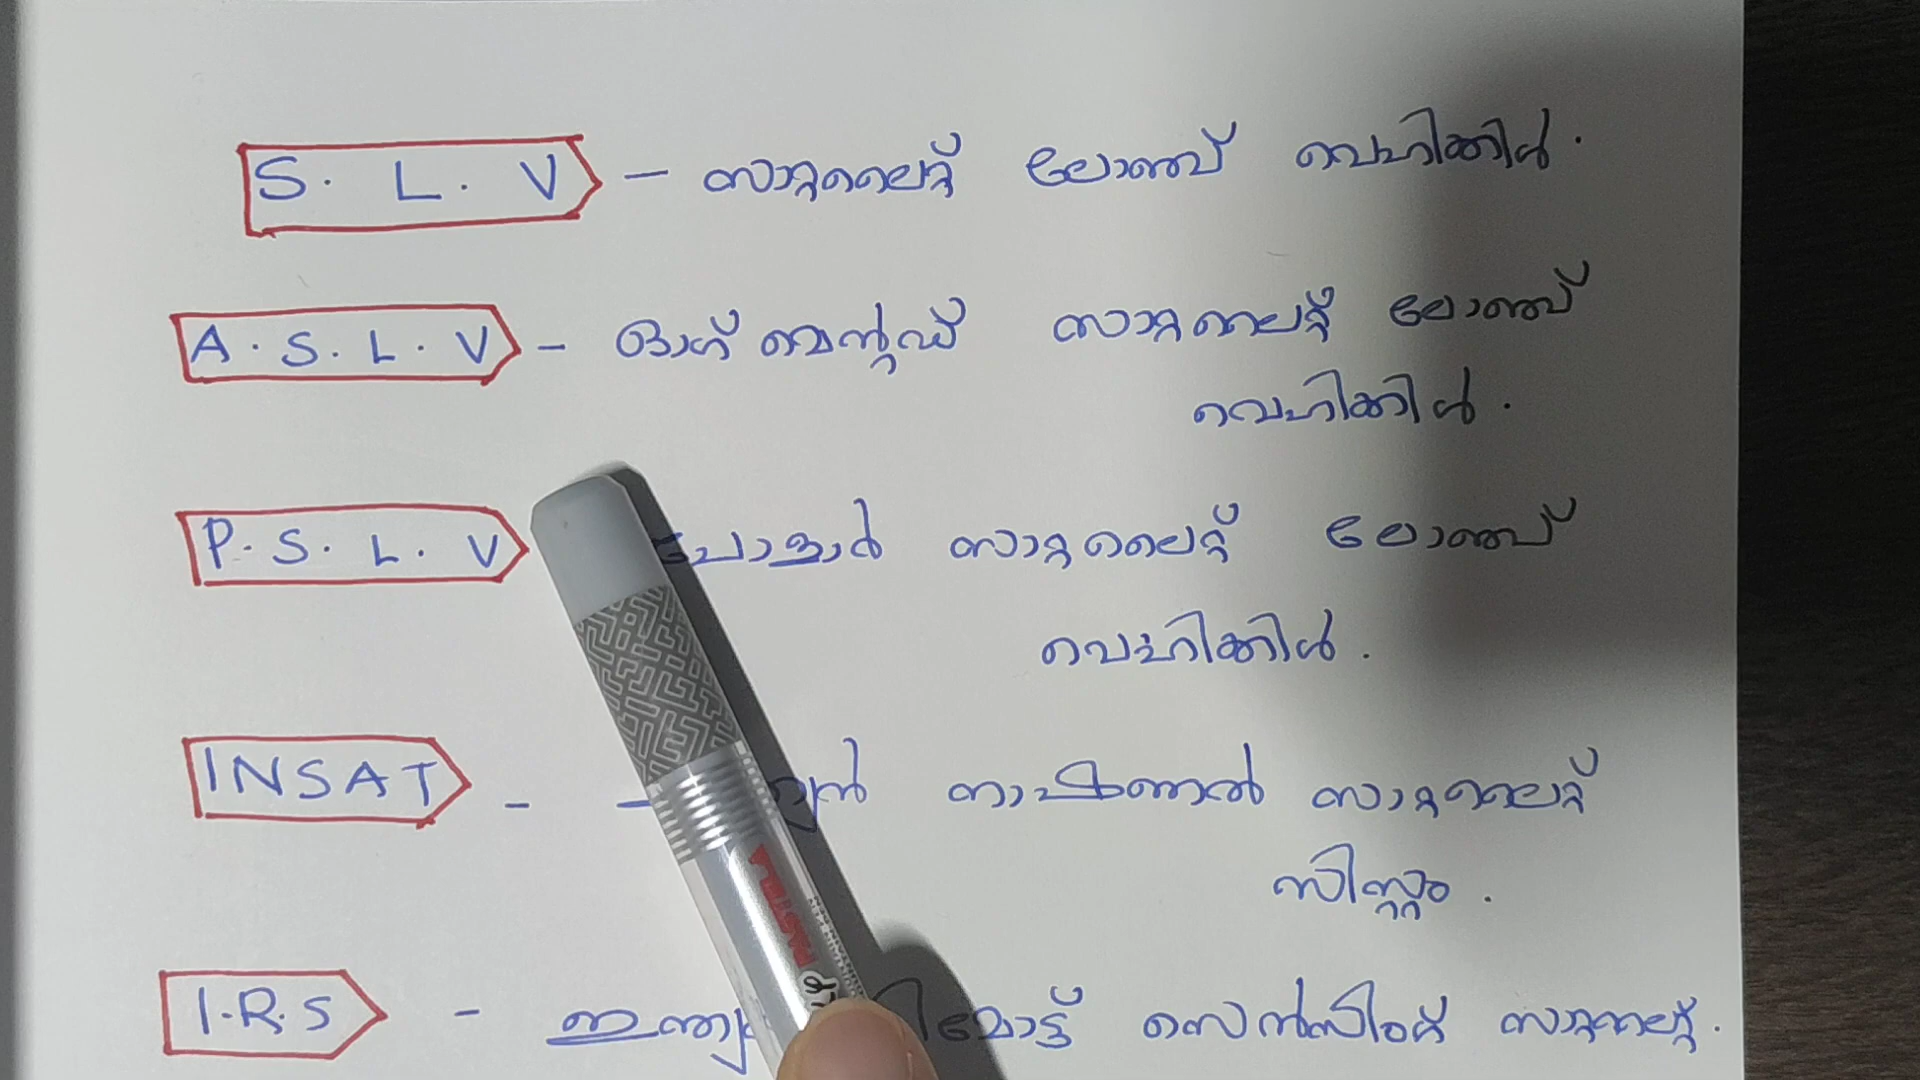 S. L. V - സാറ്റലൈറ്റ് ലോഞ്ച് വെഹിക്കിൾ.
A. S. L. V - ഓഗ്മെന്റഡ് സാറ്റലൈറ്റ് ലോഞ്ച്
വെഹിക്കിൾ.
P. S. L. V പോളാർ സാറ്റലൈറ്റ് ലോഞ്ച്
വെഹിക്കിൾ.
INSAT - നാഷണൽ സാറ്റലൈറ്റ്
സിസ്റ്റം.
I.R.S - റിമോട്ട് സെൻസിംഗ് സാറ്റലൈറ്റ്.